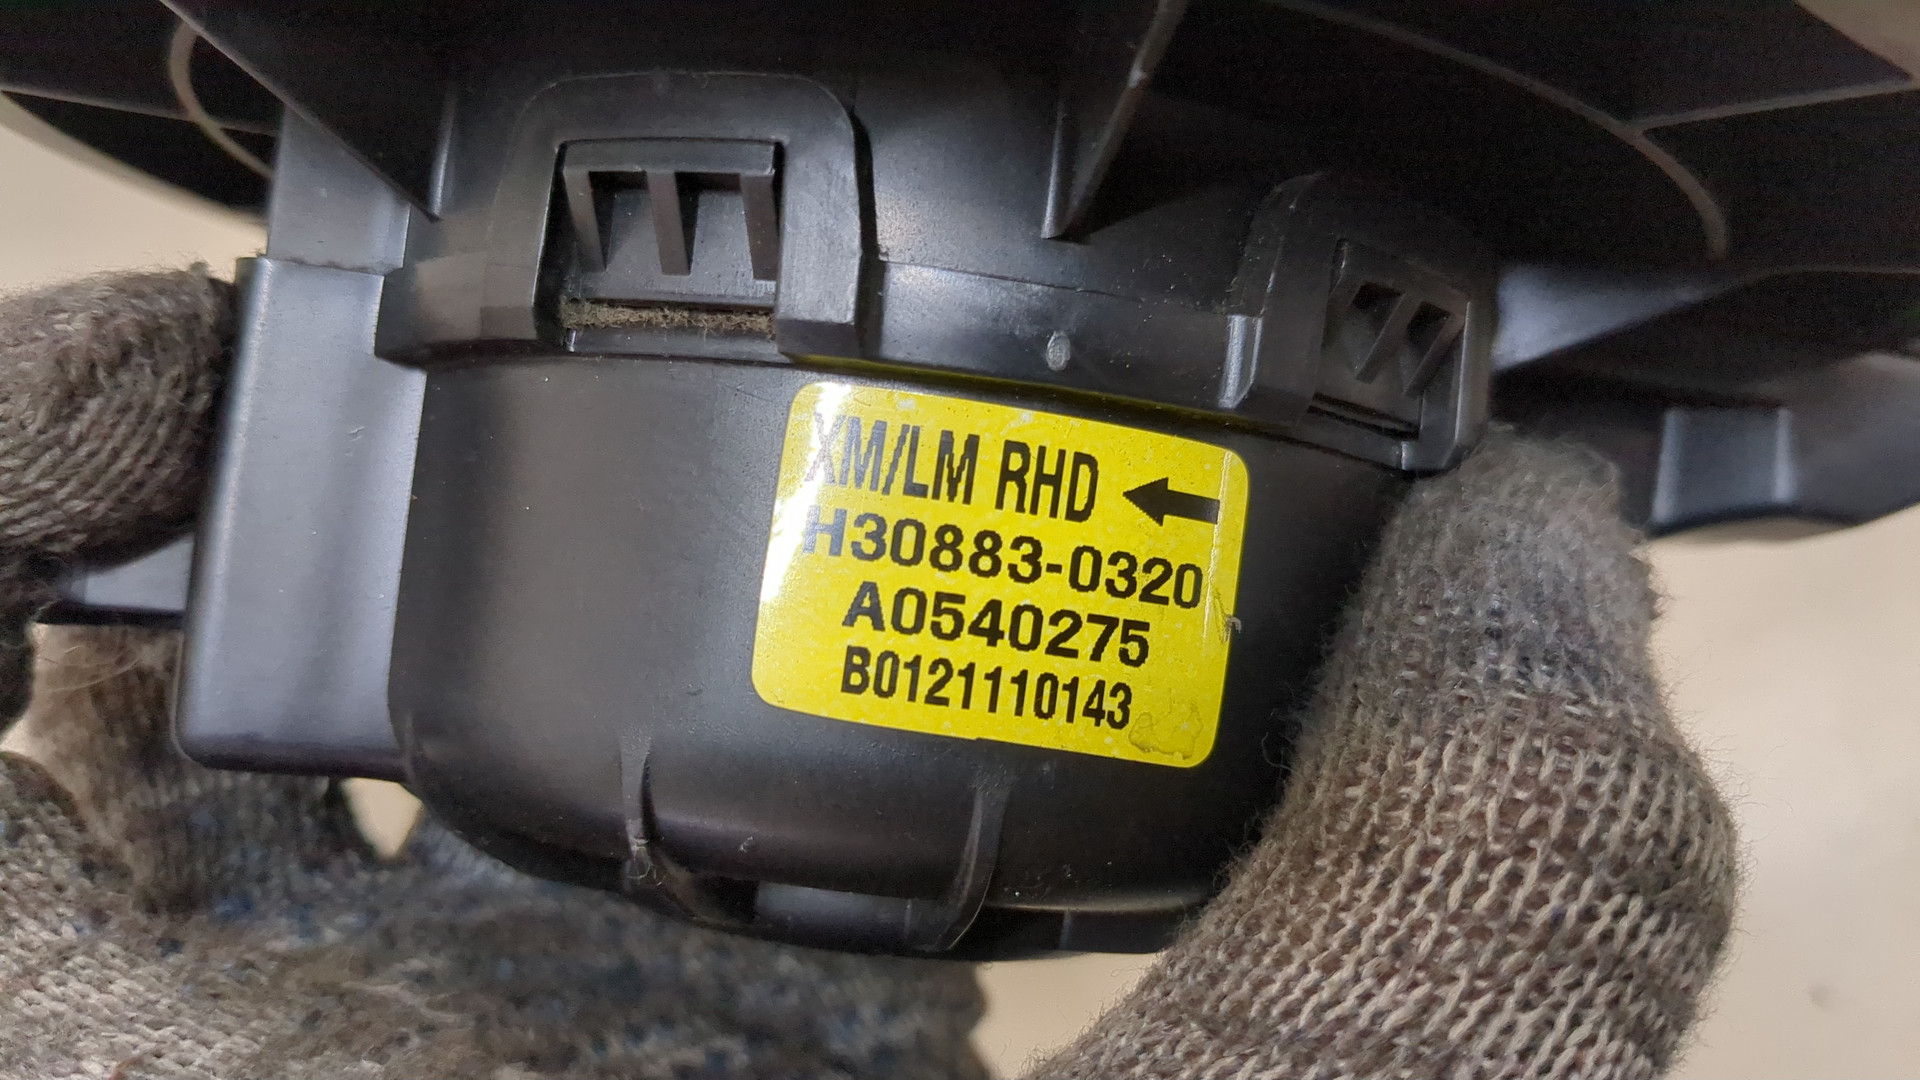 XM/LM RHD ←
H30883-0320
A0540275
B0121110143